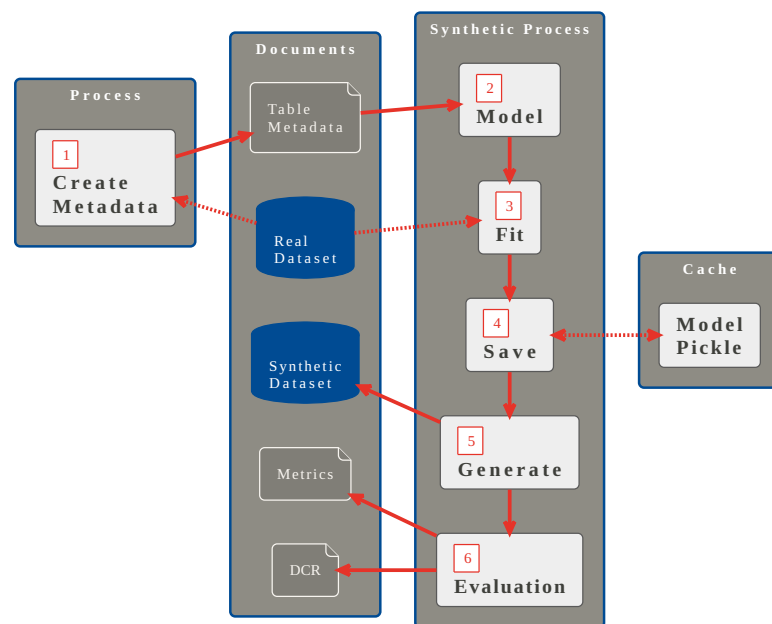 Process
1
Create
Metadata
Documents
Table
Metadata
Real
Dataset
Synthetic
Dataset
Metrics
DCR
Synthetic Process
2
Model
3
Fit
4
Save
5
Generate
6
Evaluation
Cache
Model
Pickle